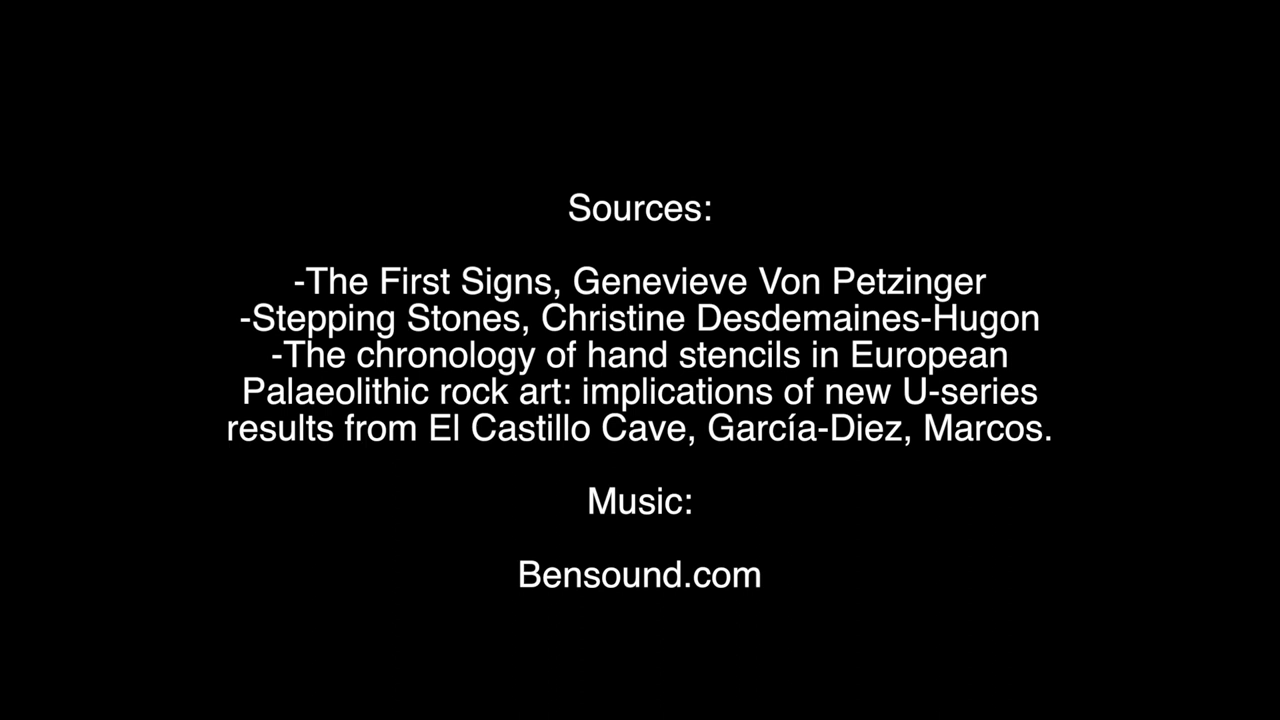 Sources:
-The First Signs, Genevieve Von Petzinger
-Stepping Stones, Christine Desdemaines-Hugon
-The chronology of hand stencils in European
Palaeolithic rock art: implications of new U-series
results from El Castillo Cave, García-Diez, Marcos.
Music:
Bensound.com